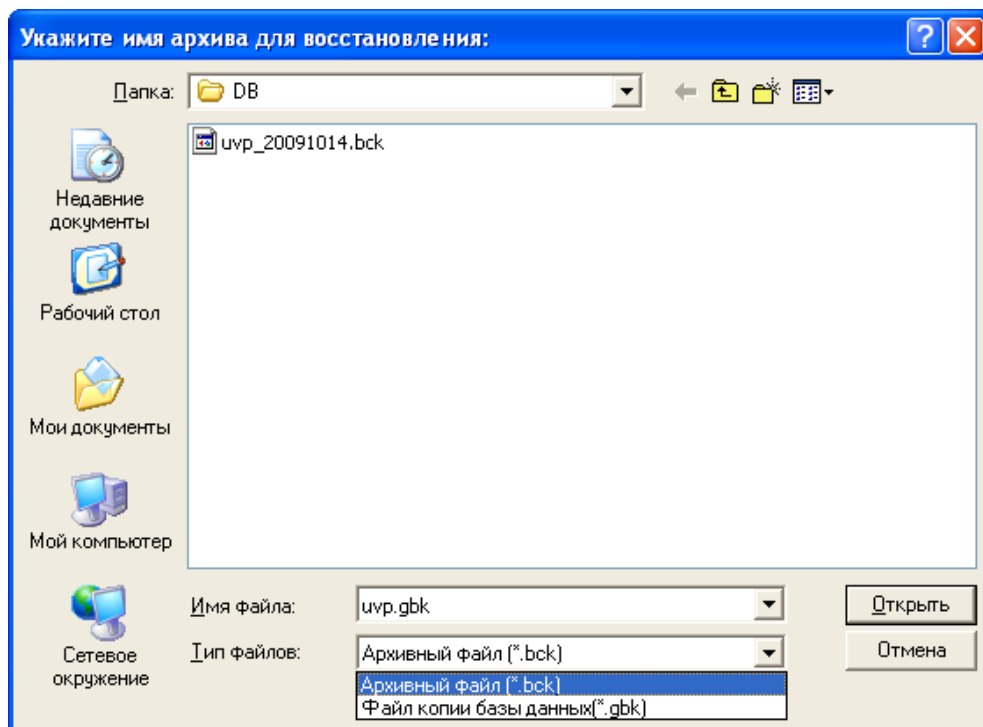 Укажите имя архива для восстановления:
Папка: DB
uvp_20091014.bck
Недавние
документы
Рабочий стол
Мои документы
Мой компьютер
Сетевое
окружение
Имя файла: uvp.gbk Открыть
Тип файлов: Архивный файл (*.bck) Отмена
Архивный файл (*.bck)
Файл копии базы данных(*.gbk)